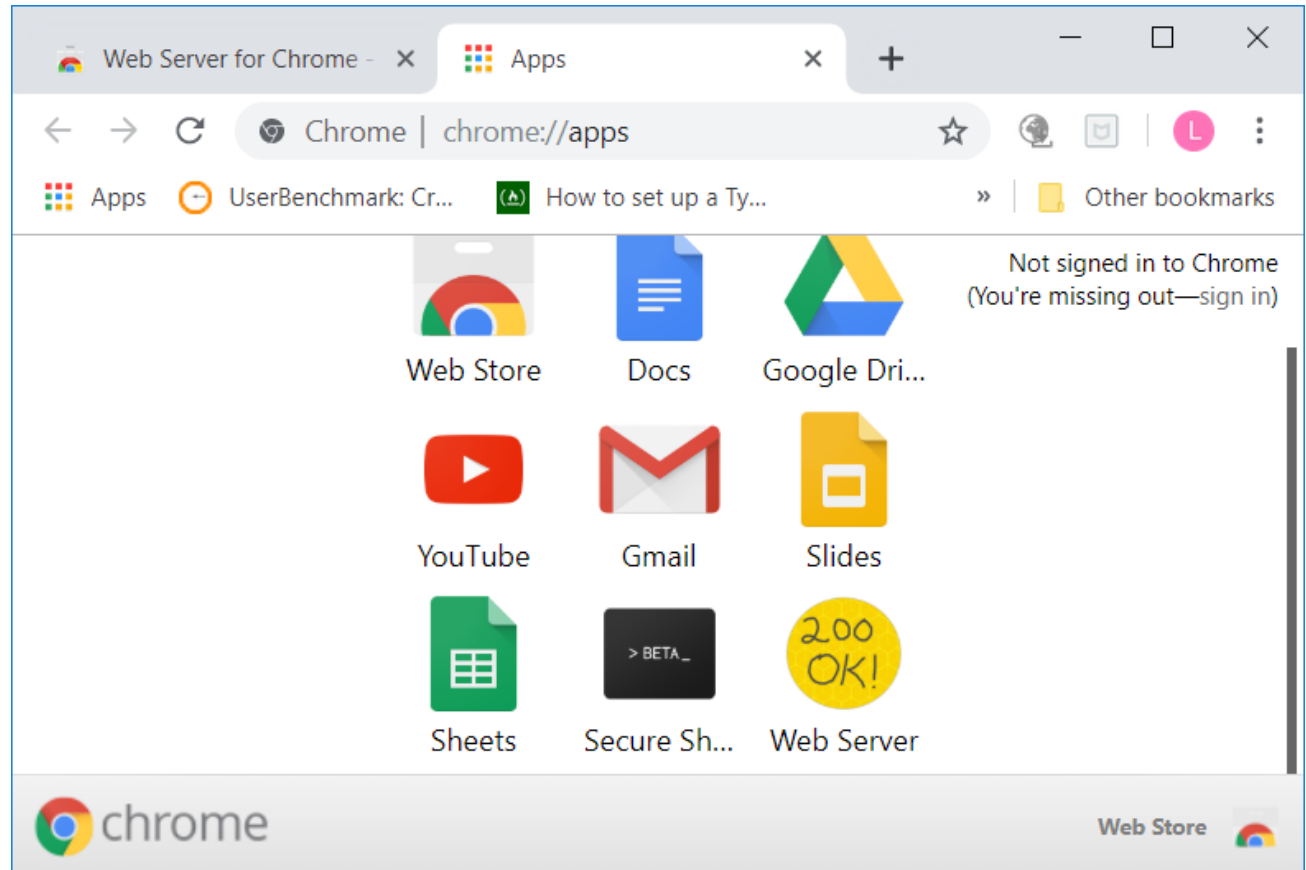 Web Server for Chrome -
Apps
Chrome | chrome://apps
L
Apps
UserBenchmark: Cr...
How to set up a Ty...
»
Other bookmarks
Not signed in to Chrome
(You're missing out—sign in)
Web Store
Docs
Google Dri...
YouTube
Gmail
Slides
> BETA_
200
OK!
Sheets
Secure Sh...
Web Server
chrome
Web Store